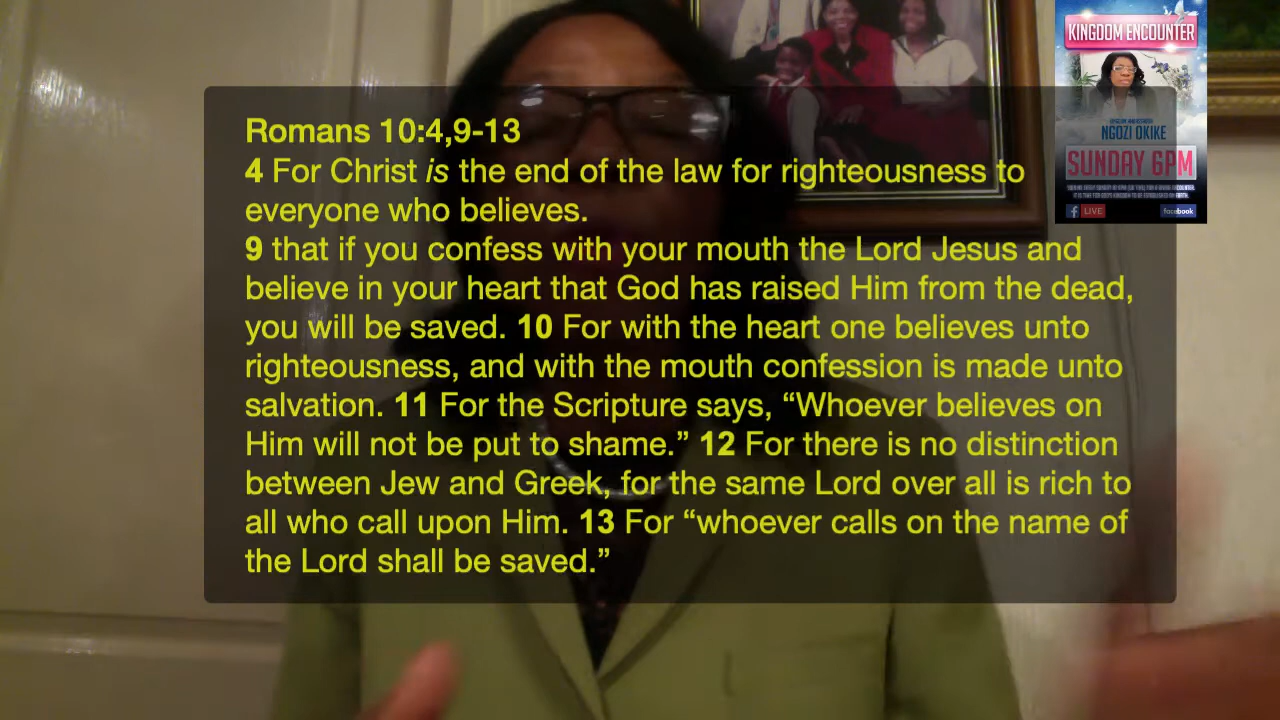 Romans 10:4,9-13
4 For Christ is the end of the law for righteousness to
everyone who believes.
9 that if you confess with your mouth the Lord Jesus and
believe in your heart that God has raised Him from the dead,
you will be saved. 10 For with the heart one believes unto
righteousness, and with the mouth confession is made unto
salvation. 11 For the Scripture says, “Whoever believes on
Him will not be put to shame.” 12 For there is no distinction
between Jew and Greek, for the same Lord over all is rich to
all who call upon Him. 13 For “whoever calls on the name of
the Lord shall be saved.”
KINGDOM ENCOUNTER
NGOZI OKIKE
SUNDAY 6PM
LIVE
facebook